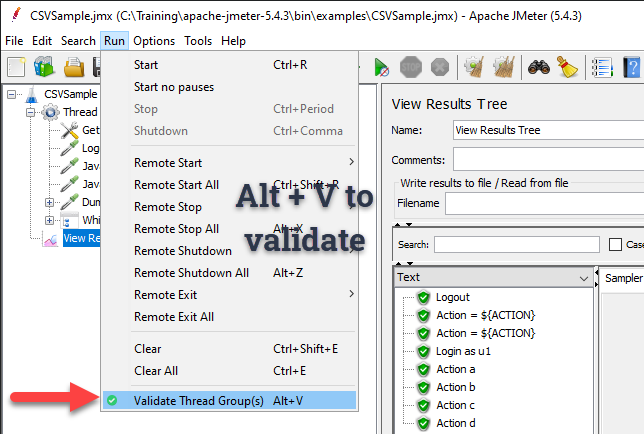 CSVSample.jmx (C:\Training\apache-jmeter-5.4.3\bin\examples\CSVSample.jmx) - Apache JMeter (5.4.3)
File Edit Search Run Options Tools Help
CSVSample
Thread
Get
Log
Jav
Jav
Dum
Whi
View Re
Start Ctrl+R
Start no pauses
Stop Ctrl+Period
Shutdown Ctrl+Comma
Remote Start
Remote Start All Ctrl+Shift+R
Remote Stop
Remote Stop All Alt+X
Remote Shutdown
Remote Shutdown All Alt+Z
Remote Exit
Remote Exit All
Clear Ctrl+Shift+E
Clear All Ctrl+E
Validate Thread Group(s) Alt+V
Alt + V to
validate
View Results Tree
Name: View Results Tree
Comments:
Write results to file / Read from file
Filename
Search: Case
Text
Sampler
Logout
Action = ${ACTION}
Action = ${ACTION}
Login as u1
Action a
Action b
Action c
Action d